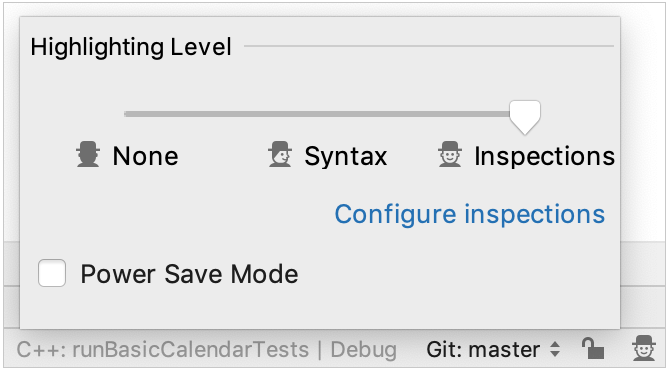 Highlighting Level
None Syntax Inspections
Configure inspections
Power Save Mode
C++: runBasicCalendarTests | Debug Git: master